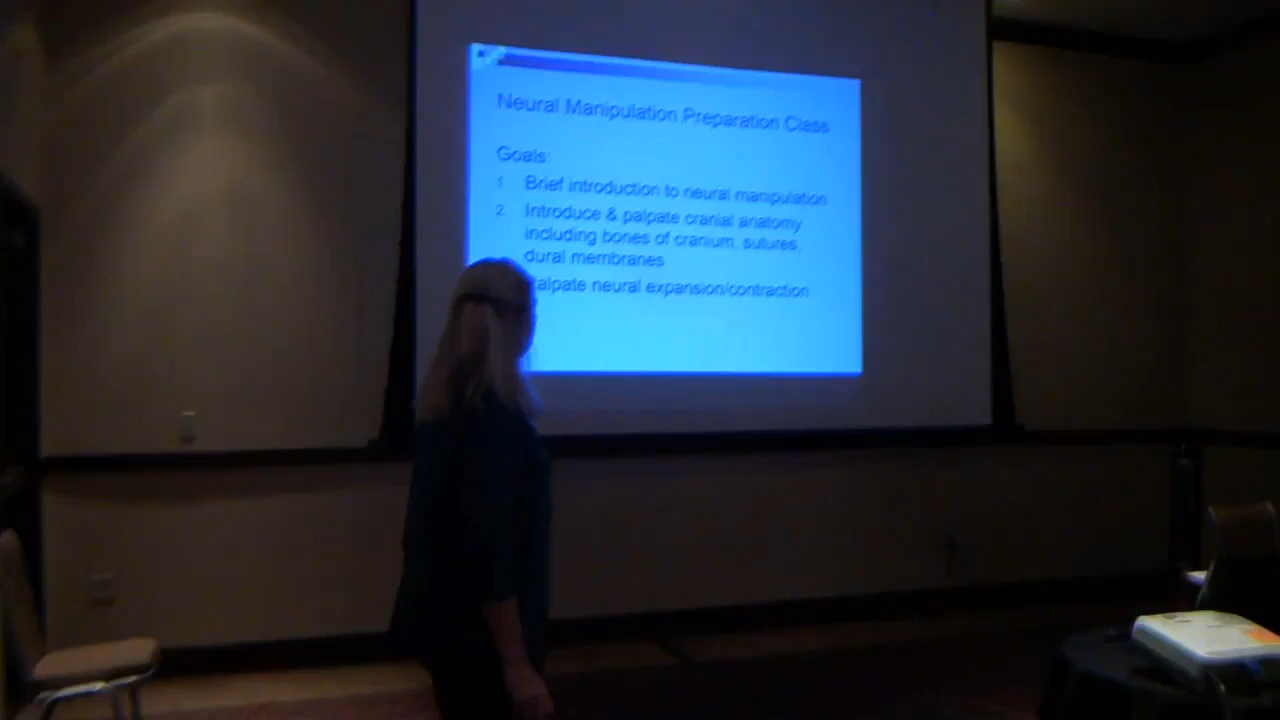 Neural Manipulation Preparation Class
Goals:
1. Brief introduction to neural manipulation
2. Introduce & palpate cranial anatomy
including bones of cranium, sutures,
dural membranes
Palpate neural expansion/contraction